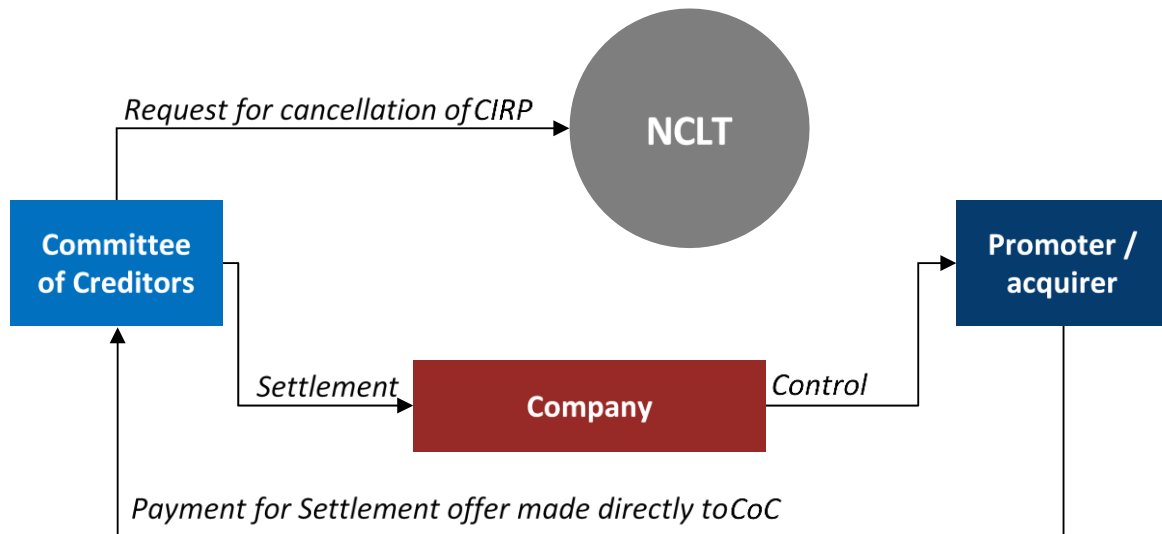 Request for cancellation of CIRP
NCLT
Committee
of Creditors
Promoter /
acquirer
Settlement
Company
Control
Payment for Settlement offer made directly to CoC